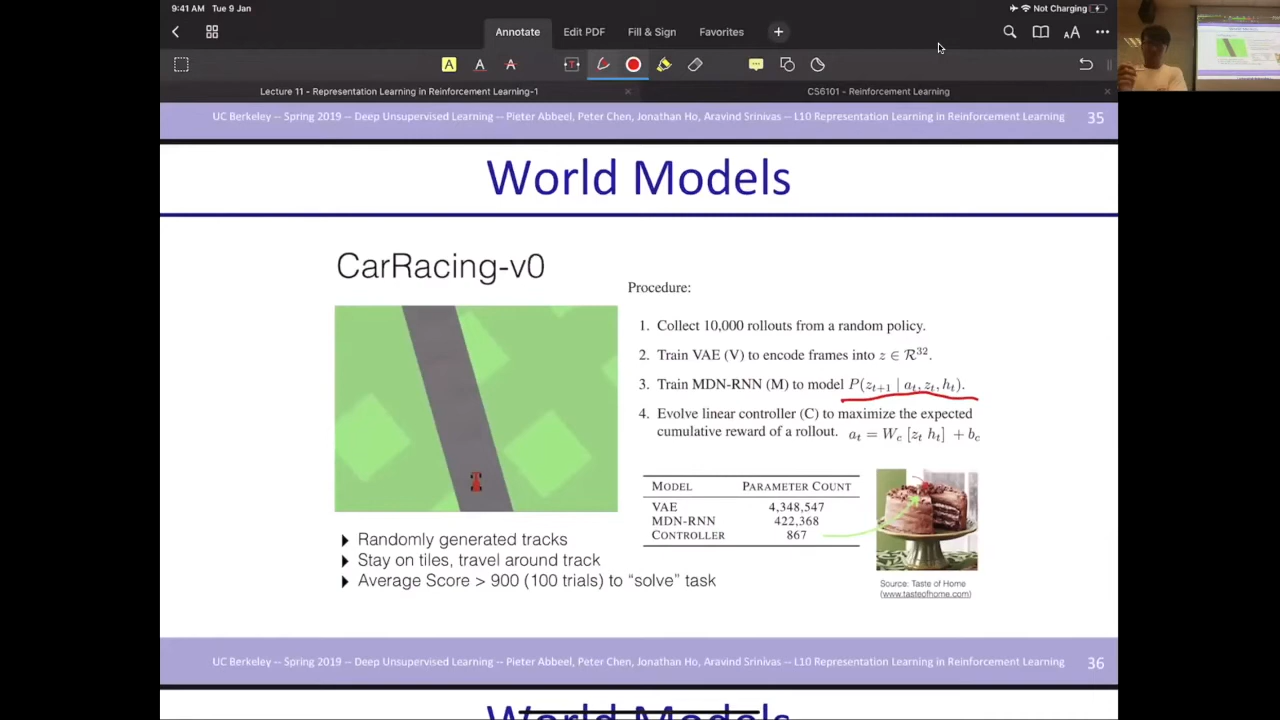 9:41 AM Tue 9 Jan
Not Charging
Annotate
Edit PDF
Fill & Sign
Favorites
Lecture 11 - Representation Learning in Reinforcement Learning-1
CS6101 - Reinforcement Learning
UC Berkeley -- Spring 2019 -- Deep Unsupervised Learning -- Pieter Abbeel, Peter Chen, Jonathan Ho, Aravind Srinivas -- L10 Representation Learning in Reinforcement Learning 35
World Models
CarRacing-v0
Procedure:
1. Collect 10,000 rollouts from a random policy.
2. Train VAE (V) to encode frames into z ∈ R³².
3. Train MDN-RNN (M) to model P(z_{t+1} | a_t, z_t, h_t).
4. Evolve linear controller (C) to maximize the expected
cumulative reward of a rollout. a_t = W_c [z_t h_t] + b_c
MODEL PARAMETER COUNT
VAE 4,348,547
MDN-RNN 422,368
CONTROLLER 867
Source: Taste of Home
(www.tasteofhome.com)
Randomly generated tracks
Stay on tiles, travel around track
Average Score > 900 (100 trials) to “solve” task
UC Berkeley -- Spring 2019 -- Deep Unsupervised Learning -- Pieter Abbeel, Peter Chen, Jonathan Ho, Aravind Srinivas -- L10 Representation Learning in Reinforcement Learning 36
World Models